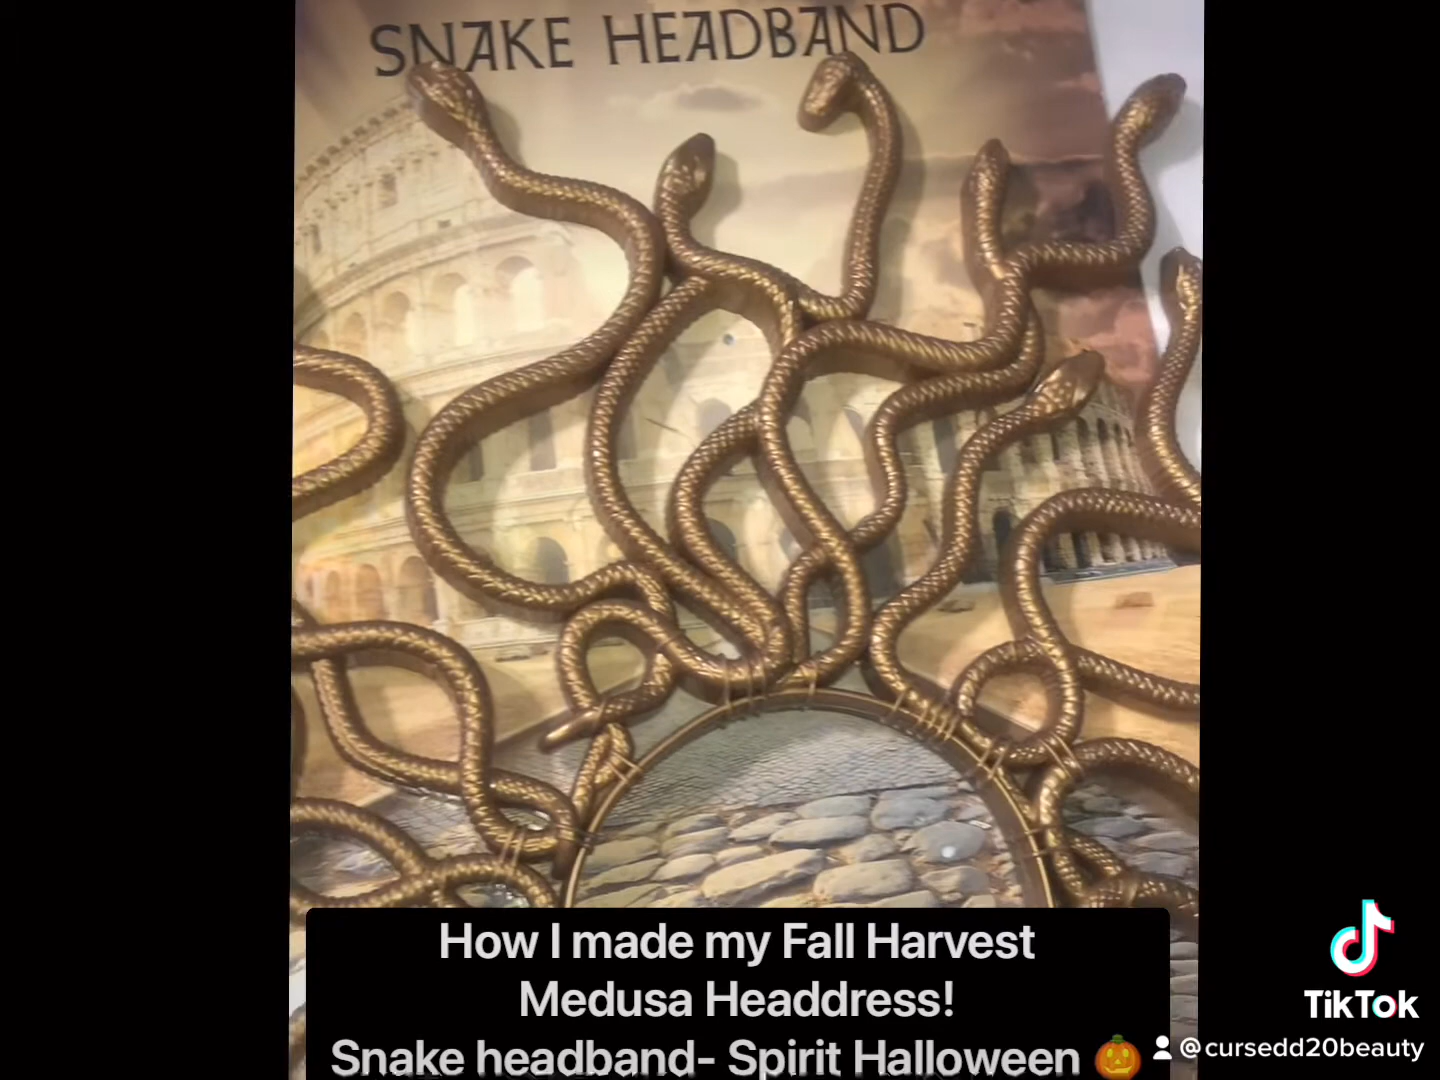 SNAKE HEADBAND
How I made my Fall Harvest
Medusa Headdress!
Snake headband- Spirit Halloween 🎃
TikTok
@cursedd20beauty